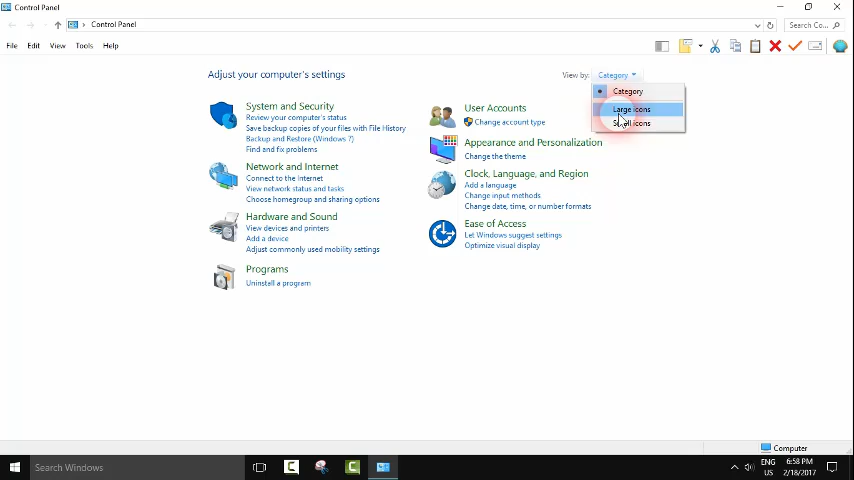 Control Panel
Control Panel
Search Co...
File Edit View Tools Help
Adjust your computer's settings
View by: Category
Category
Large icons
Small icons
System and Security
Review your computer's status
Save backup copies of your files with File History
Backup and Restore (Windows 7)
Find and fix problems
Network and Internet
Connect to the Internet
View network status and tasks
Choose homegroup and sharing options
Hardware and Sound
View devices and printers
Add a device
Adjust commonly used mobility settings
Programs
Uninstall a program
User Accounts
Change account type
Appearance and Personalization
Change the theme
Clock, Language, and Region
Add a language
Change input methods
Change date, time, or number formats
Ease of Access
Let Windows suggest settings
Optimize visual display
Computer
Search Windows
ENG
US
6:58 PM
2/18/2017